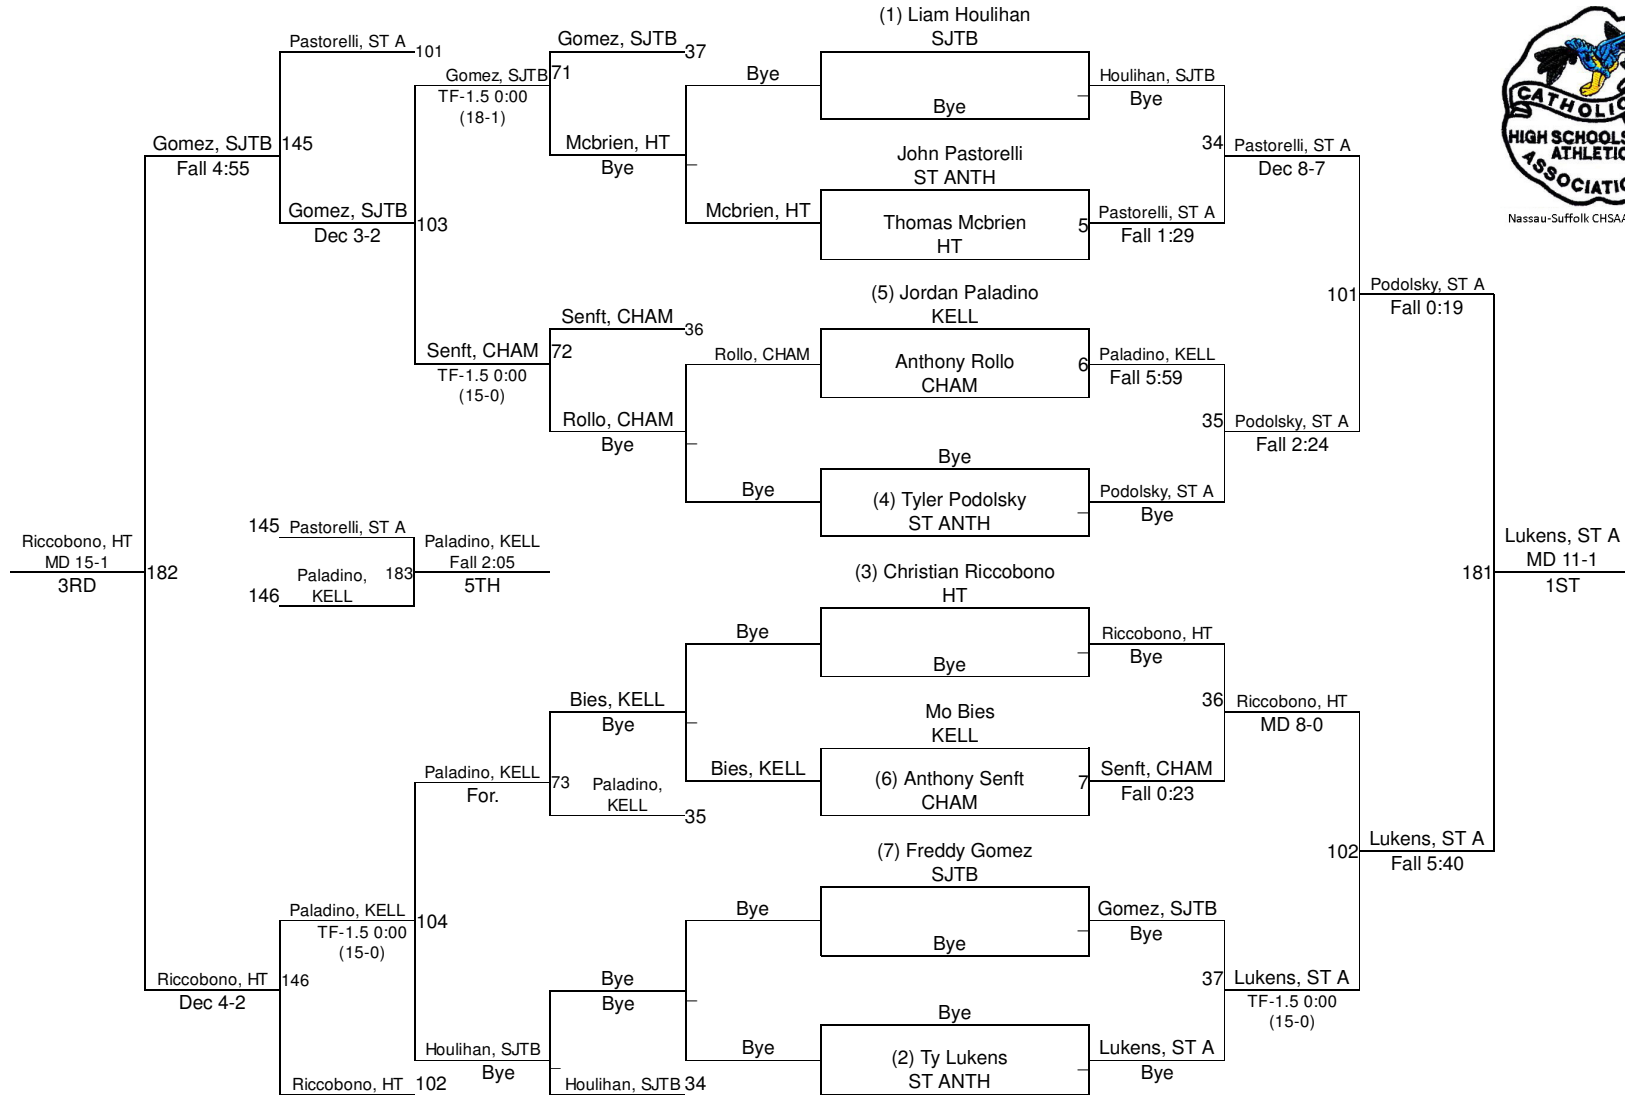 (1) Liam Houlihan
SJTB
Bye
John Pastorelli
ST ANTH
Thomas Mcbrien
HT
5
(5) Jordan Paladino
KELL
Anthony Rollo
CHAM
6
Bye
(4) Tyler Podolsky
ST ANTH
(3) Christian Riccobono
HT
Bye
Mo Bies
KELL
(6) Anthony Senft
CHAM
7
(7) Freddy Gomez
SJTB
Bye
Bye
(2) Ty Lukens
ST ANTH
Houlihan, SJTB
Bye
34
Pastorelli, ST A
Fall 1:29
Paladino, KELL
Fall 5:59
35
Podolsky, ST A
Bye
Riccobono, HT
Bye
36
Senft, CHAM
Fall 0:23
Gomez, SJTB
Bye
37
Lukens, ST A
Bye
Pastorelli, ST A
Dec 8-7
101
Podolsky, ST A
Fall 2:24
Riccobono, HT
MD 8-0
102
Lukens, ST A
TF-1.5 0:00
(15-0)
Podolsky, ST A
Fall 0:19
181
Lukens, ST A
Fall 5:40
Lukens, ST A
MD 11-1
1ST
Bye
Mcbrien, HT
Rollo, CHAM
Bye
Bye
Bies, KELL
Bye
Bye
Gomez, SJTB
37
71
Mcbrien, HT
Bye
Senft, CHAM
36
72
Rollo, CHAM
Bye
Bies, KELL
Bye
73
Paladino,
KELL
35
Bye
Bye
Houlihan, SJTB
34
Gomez, SJTB
TF-1.5 0:00
(18-1)
103
Senft, CHAM
TF-1.5 0:00
(15-0)
Paladino, KELL
For.
104
Houlihan, SJTB
Bye
Pastorelli, ST A
101
145
Gomez, SJTB
Dec 3-2
Paladino, KELL
TF-1.5 0:00
(15-0)
146
Riccobono, HT
102
Gomez, SJTB
Fall 4:55
182
Riccobono, HT
Dec 4-2
Riccobono, HT
MD 15-1
3RD
145
Pastorelli, ST A
183
146
Paladino,
KELL
Paladino, KELL
Fall 2:05
5TH
HIGH SCHOOLS
Nassau-Suffolk